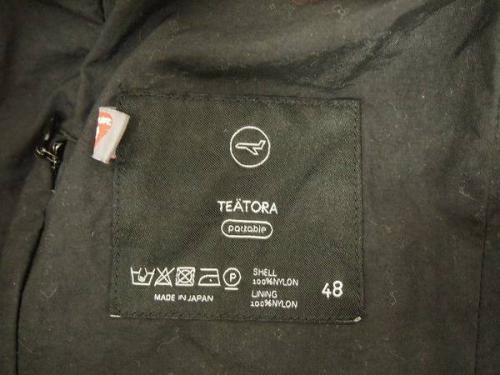 TEÄTORA
packable
SHELL
100%NYLON
LINING
100%NYLON
48
MADE IN JAPAN